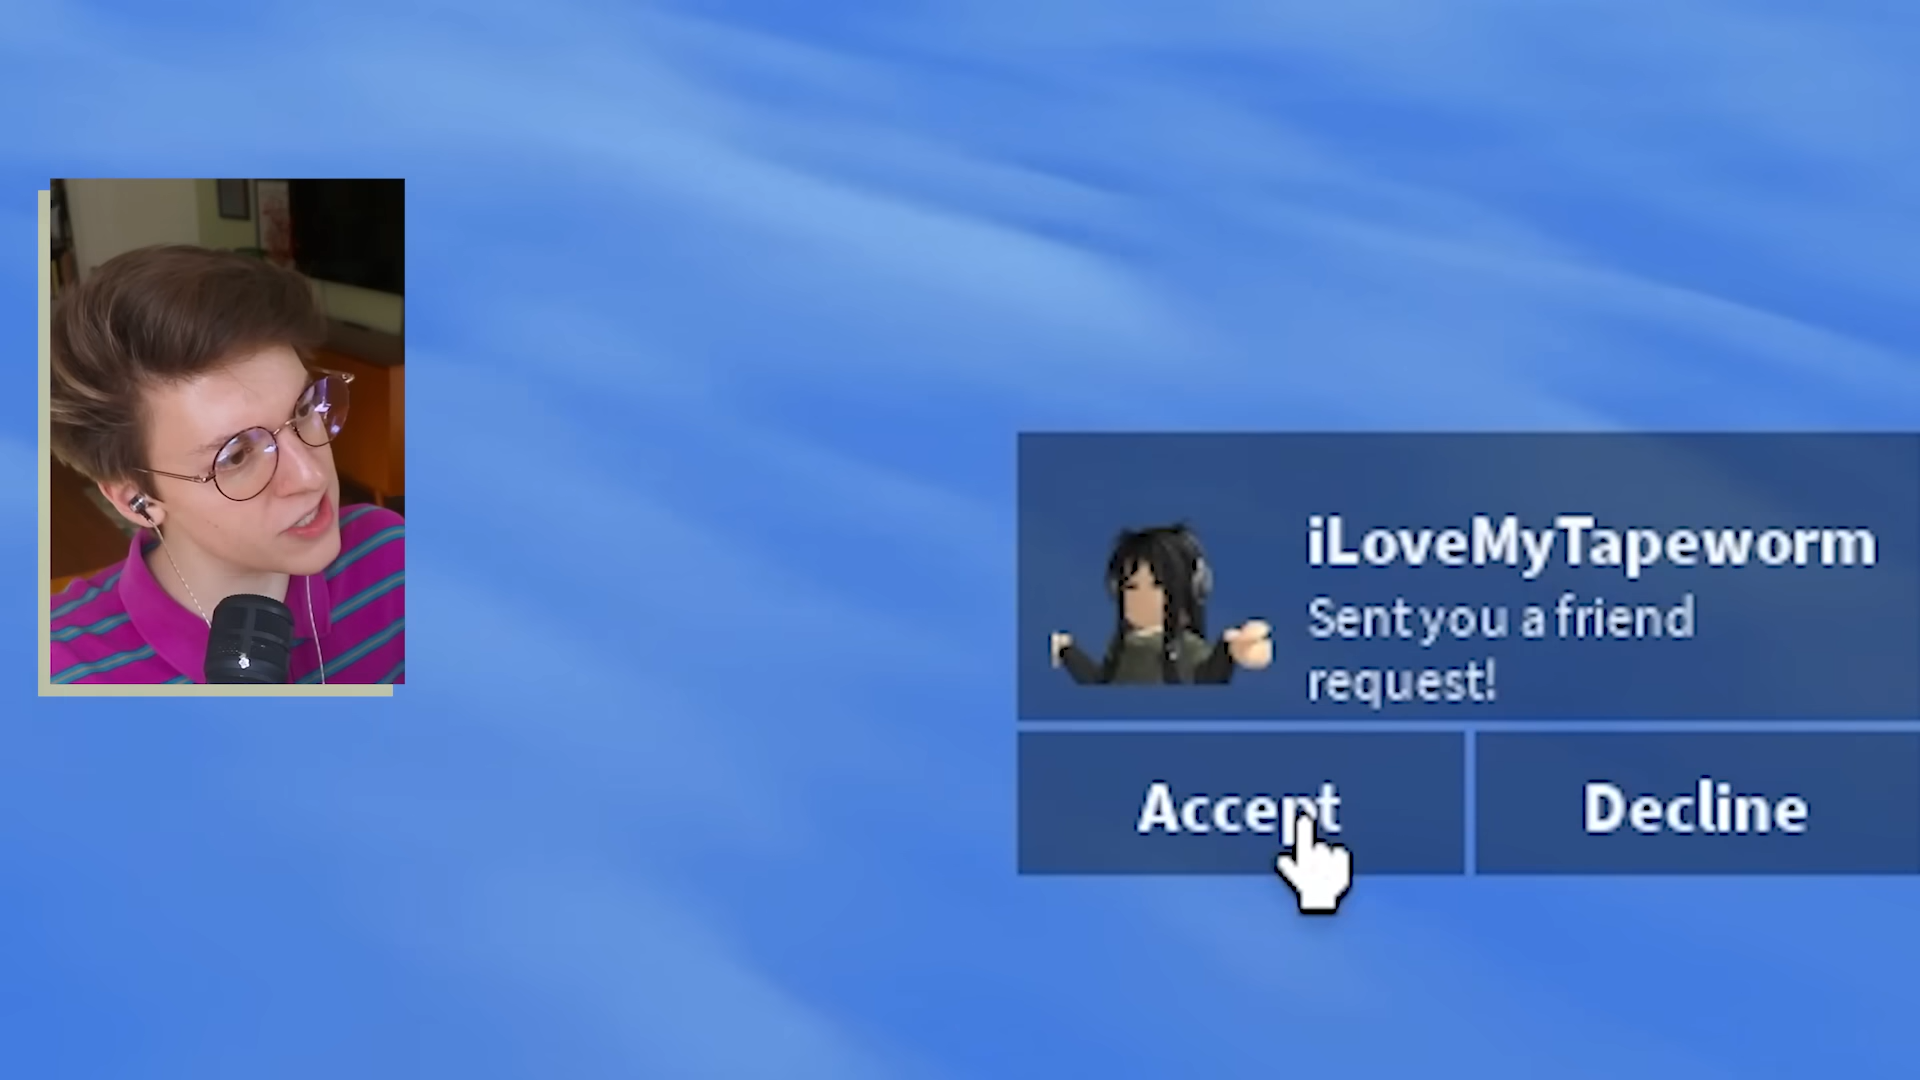 iLoveMyTapeworm
Sent you a friend
request!
Accept
Decline